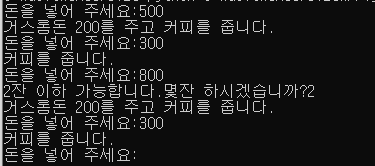 돈을 넣어 주세요:500
거스롬돈 200를 주고 커피를 줍니다.
돈을 넣어 주세요:300
커피를 줍니다.
돈을 넣어 주세요:800
2잔 이하 가능합니다.몇잔 하시겠습니까?2
거스롬돈 200를 주고 커피를 줍니다.
돈을 넣어 주세요:300
커피를 줍니다.
돈을 넣어 주세요: